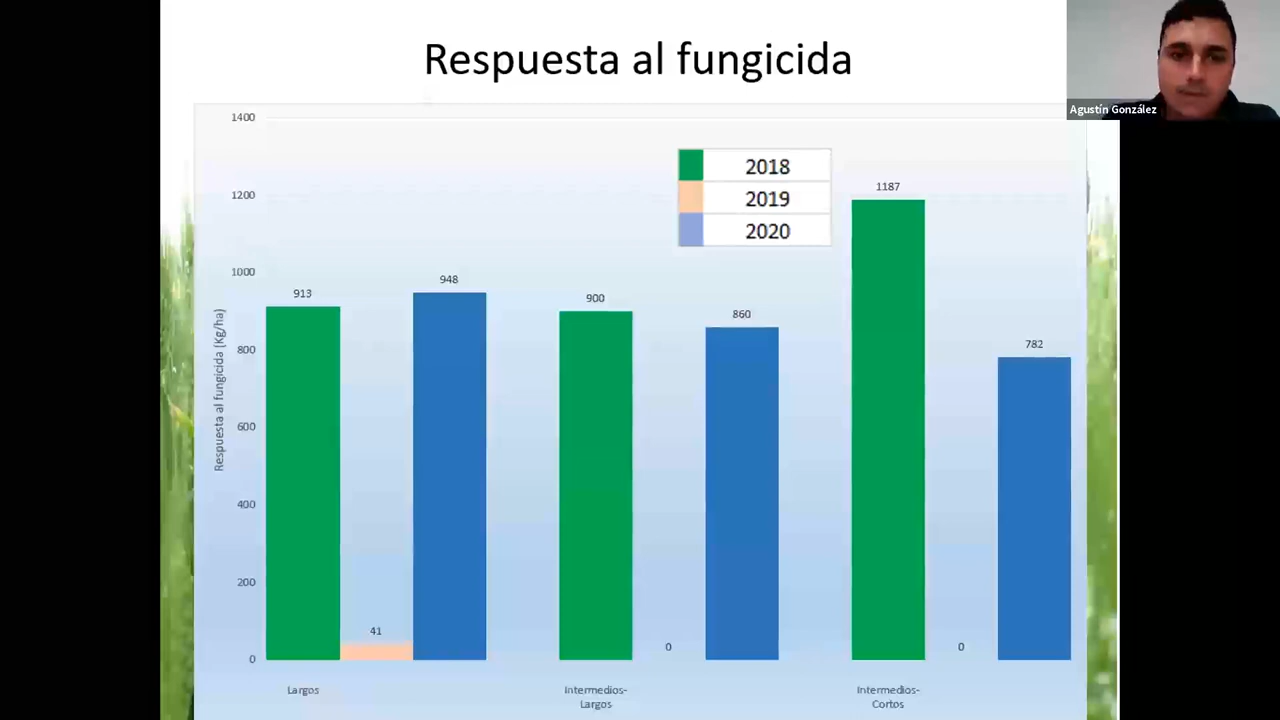 Respuesta al fungicida
Agustín González
1400
1200
1000
800
600
400
200
0
Respuesta al fungicida (Kg/ha)
2018
2019
2020
913
41
948
900
0
860
1187
0
782
Largos
Intermedios-
Largos
Intermedios-
Cortos